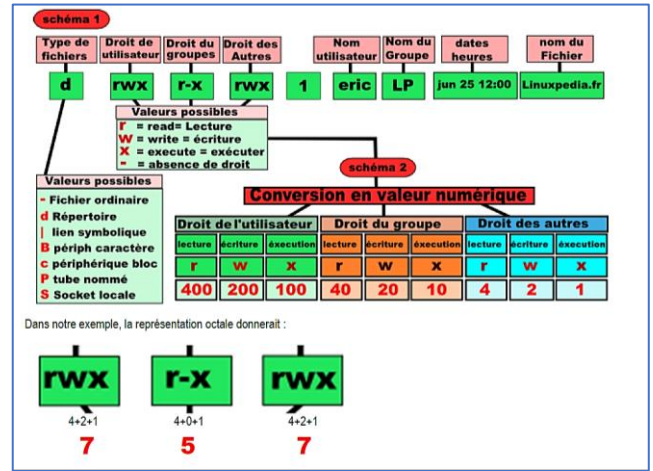 schéma 1
Type de fichiers
Droit de utilisateur
Droit du groupes
Droit des Autres
Nom utilisateur
Nom du Groupe
dates heures
nom du Fichier
d rwx r-x rwx 1 eric LP jun 25 12:00 Linuxpedia.fr
Valeurs possibles
r = read= Lecture
w = write = écriture
x = execute = exécuter
- = absence de droit
schéma 2
Valeurs possibles
- Fichier ordinaire
d Répertoire
| lien symbolique
B périph caractère
c périphérique bloc
P tube nommé
S Socket locale
Conversion en valeur numérique
Droit de l'utilisateur Droit du groupe Droit des autres
lecture écriture éxecution lecture écriture éxecution lecture écriture éxecution
r w x r w x r w x
400 200 100 40 20 10 4 2 1
Dans notre exemple, la représentation octale donnerait :
rwx r-x rwx
4+2+1 4+0+1 4+2+1
7 5 7